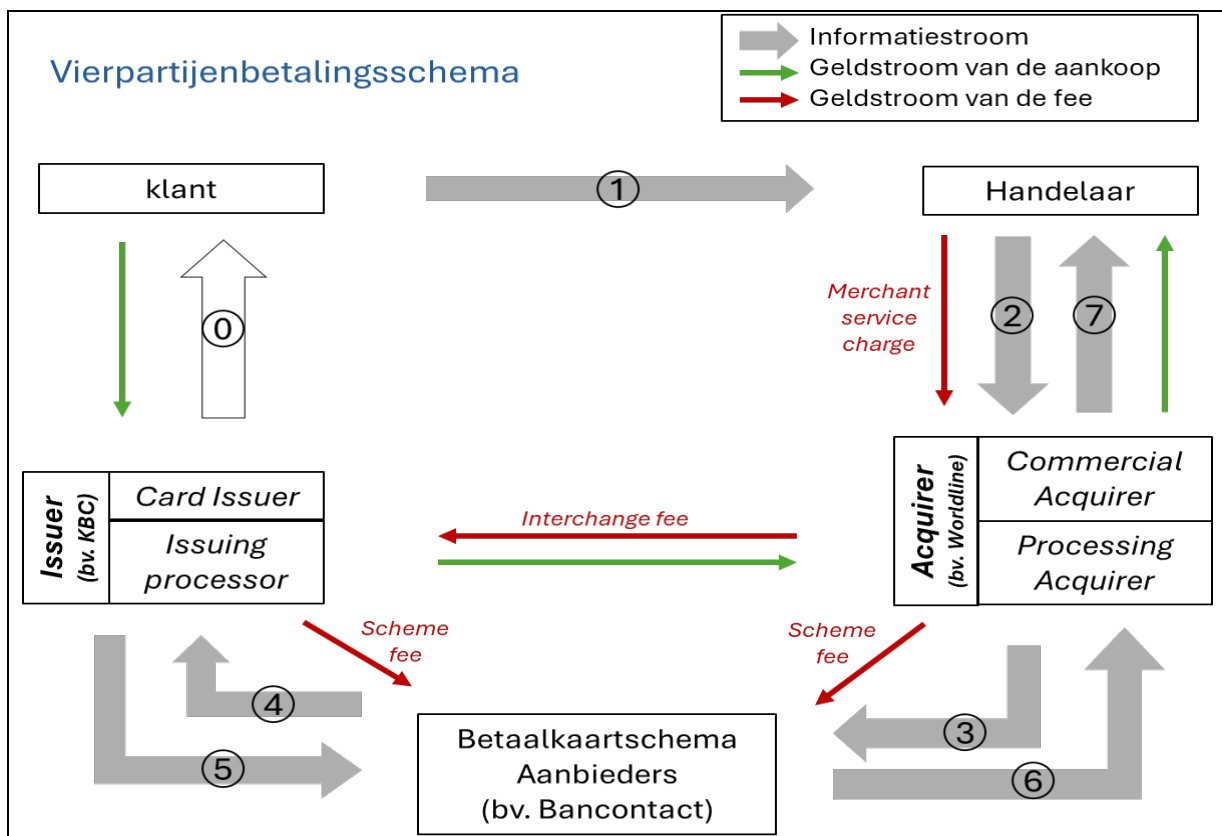 Vierpartijenbetalingsschema
Informatiestroom
Geldstroom van de aankoop
Geldstroom van de fee
klant
1
Handelaar
0
Merchant
service
charge
2
7
Issuer
(bv. KBC)
Card Issuer
Issuing
processor
Interchange fee
Acquirer
(bv. Worldline)
Commercial
Acquirer
Processing
Acquirer
Scheme
fee
Scheme
fee
4
5
Betaalkaartschema
Aanbieders
(bv. Bancontact)
3
6